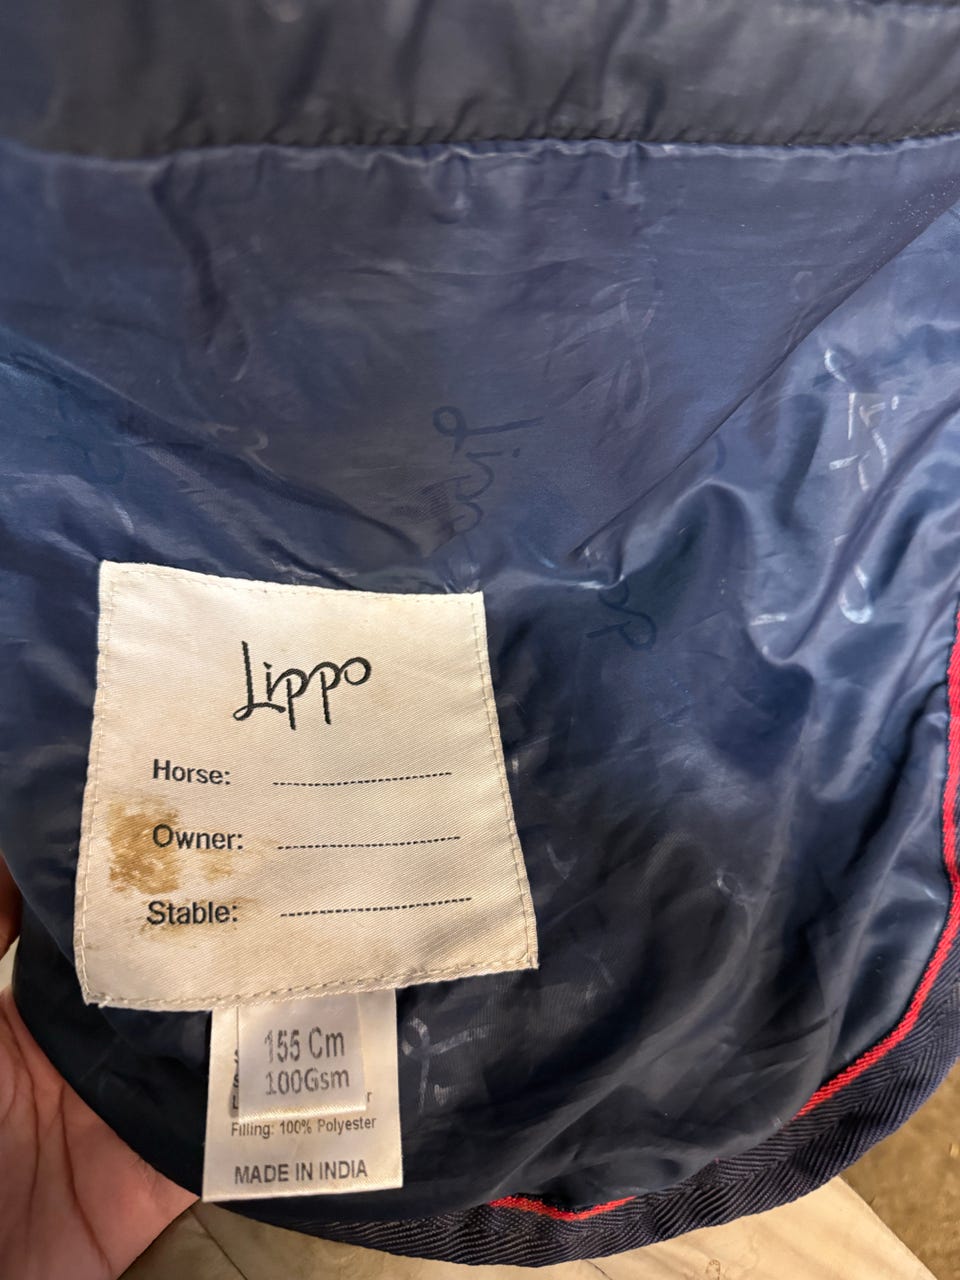 Lippo
Horse:
Owner:
Stable:
155 Cm
100Gsm
Filling: 100% Polyester
MADE IN INDIA